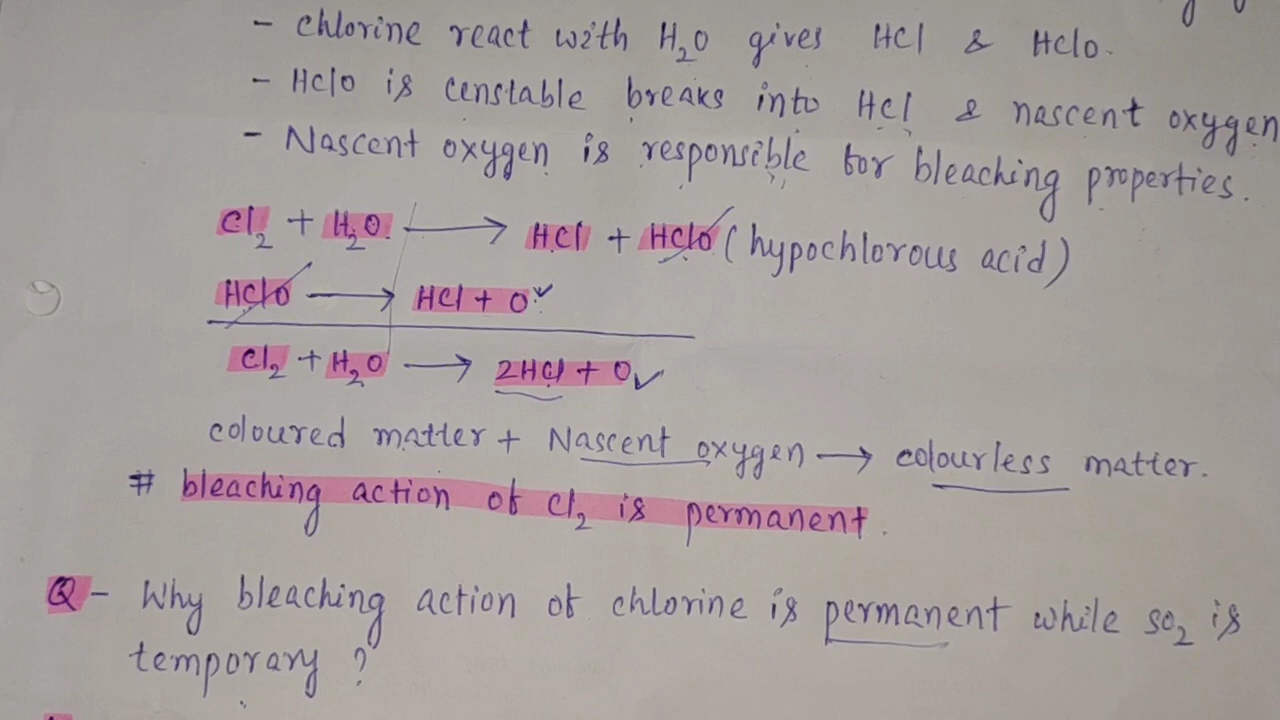 - Chlorine react with H₂O gives HCl & HClO.
- HClO is unstable breaks into HCl & nascent oxygen
- Nascent oxygen is responsible for bleaching properties.
Cl₂ + H₂O. → HCl + HClO (hypochlorous acid)
HClO → HCl + O
Cl₂ + H₂O → 2HCl + O
coloured matter + Nascent oxygen → colourless matter.
# bleaching action of Cl₂ is permanent.
Q - Why bleaching action of chlorine is permanent while SO₂ is
temporary ?